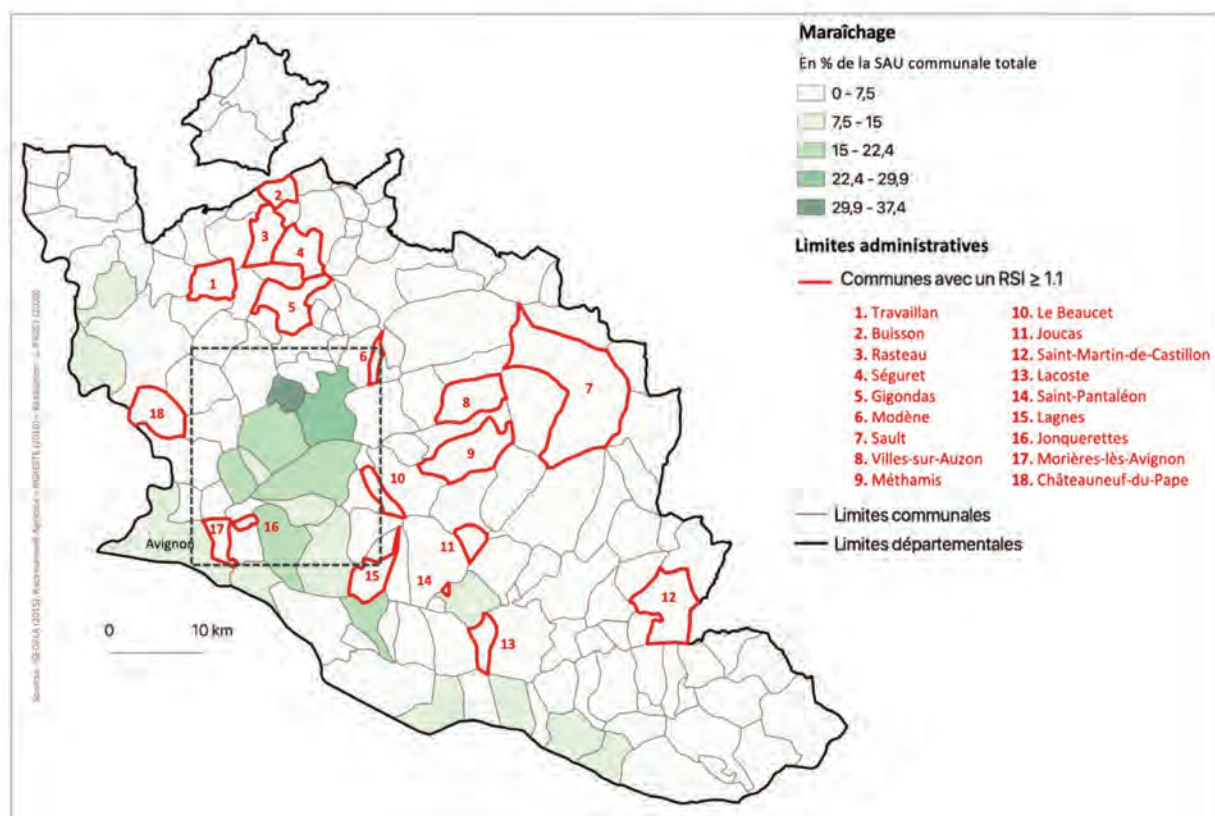 Maraîchage
En % de la SAU communale totale
0 - 7,5
7,5 - 15
15 - 22,4
22,4 - 29,9
29,9 - 37,4
Limites administratives
Communes avec un RSI ≥ 1.1
1. Travaillan
2. Buisson
3. Rasteau
4. Séguret
5. Gigondas
6. Modène
7. Sault
8. Villes-sur-Auzon
9. Méthamis
10. Le Beaucet
11. Joucas
12. Saint-Martin-de-Castillon
13. Lacoste
14. Saint-Pantaléon
15. Lagnes
16. Jonquerettes
17. Morières-lès-Avignon
18. Châteauneuf-du-Pape
Limites communales
Limites départementales
2
3
4
1
5
6
7
8
18
9
10
17
16
Avignon
11
15
14
12
13
0 10 km